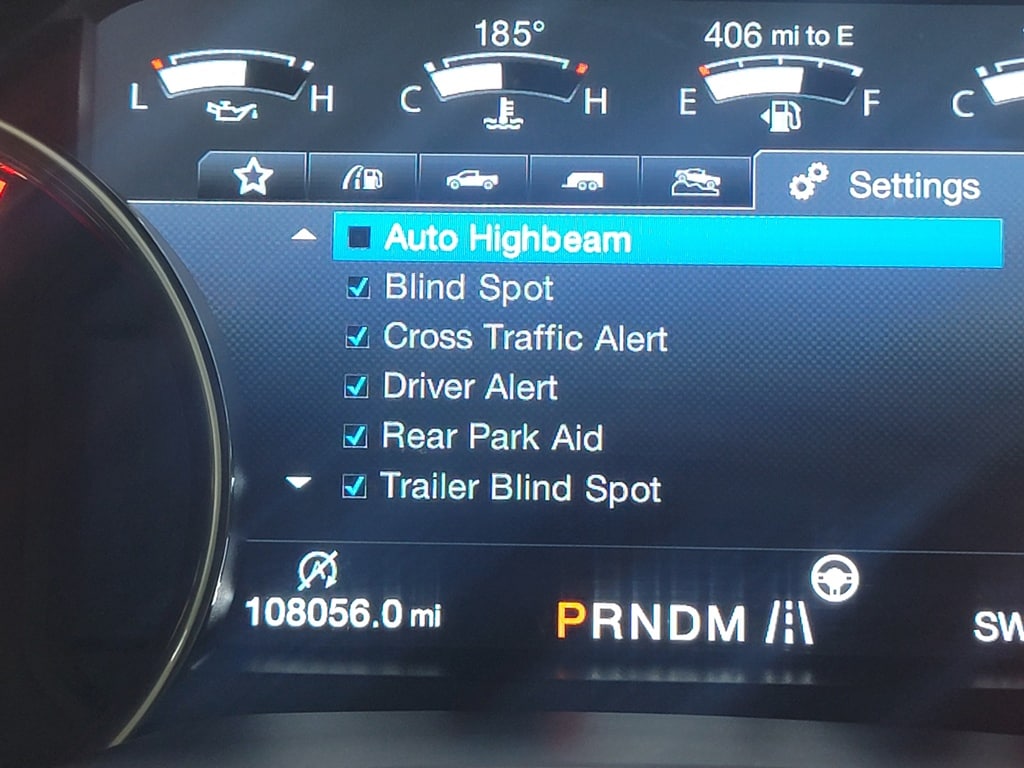 185° 406 mi to E
L H C H E F C
Settings
Auto Highbeam
Blind Spot
Cross Traffic Alert
Driver Alert
Rear Park Aid
Trailer Blind Spot
108056.0 mi PRNDM SW